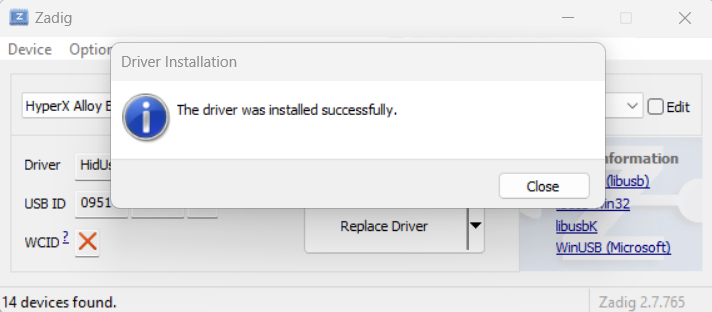 Zadig
Device Option
Driver Installation
The driver was installed successfully.
Close
HyperX Alloy E
Edit
Driver HidUs
USB ID 0951
WCID ?
Replace Driver
formation
(libusb)
in32
libusbK
WinUSB (Microsoft)
14 devices found.
Zadig 2.7.765